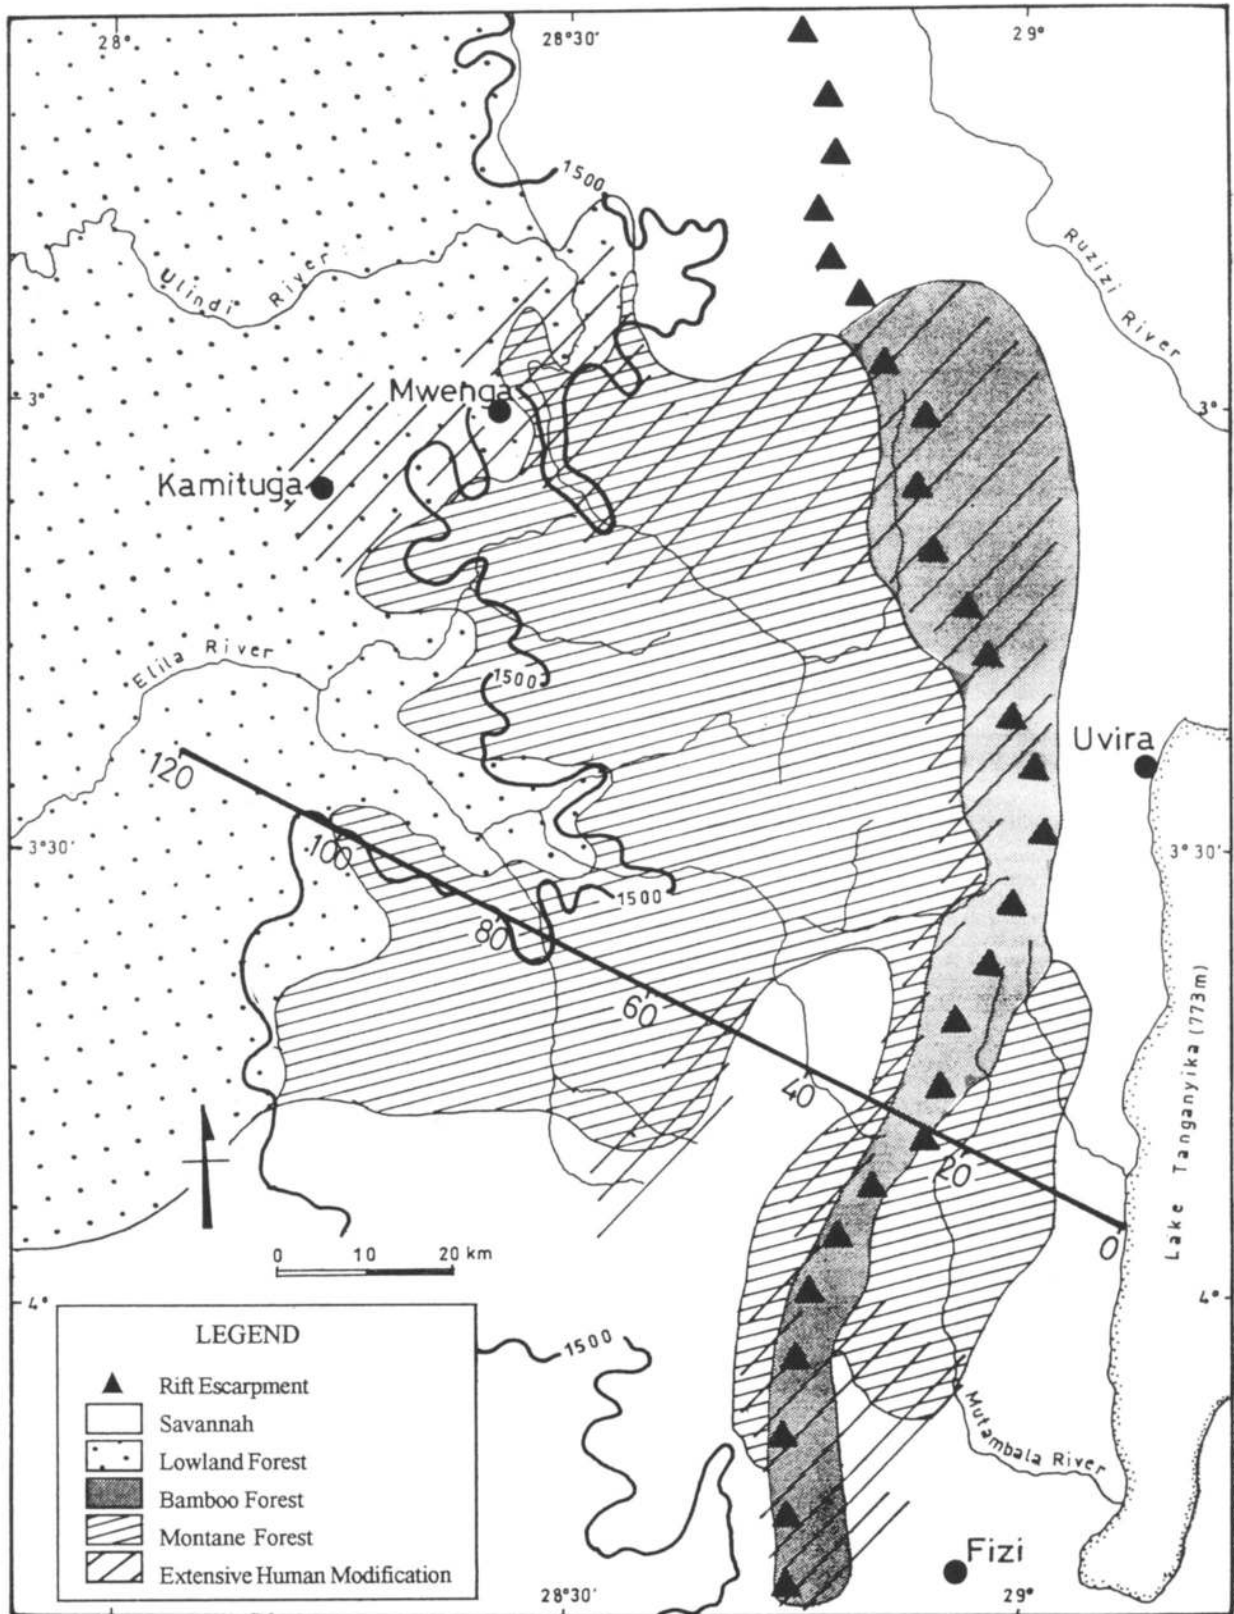 28°
28°30'
29°
1500
Ulindi River
Ruzizi River
Mwenga
3°
3°
Kamituga
Elila River
1500
Uvira
120
100
3°30'
3°30'
1500
80
60
40
20
0
Lake Tanganyika (773m)
0 10 20 km
4°
4°
LEGEND
Rift Escarpment
Savannah
Lowland Forest
Bamboo Forest
Montane Forest
Extensive Human Modification
1500
Mutambala River
Fizi
28°30'
29°